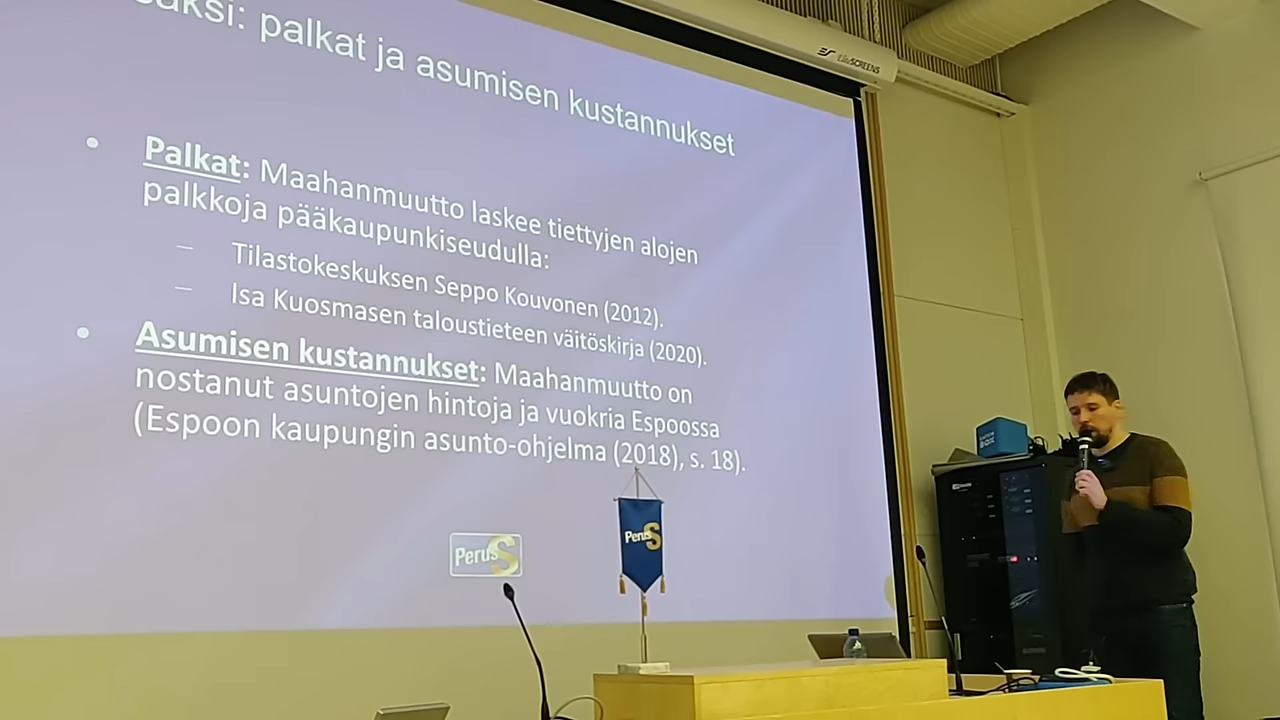 ksi: palkat ja asumisen kustannukset
EliteSCREENS
• Palkat: Maahanmuutto laskee tiettyjen alojen
palkkoja pääkaupunkiseudulla:
– Tilastokeskuksen Seppo Kouvonen (2012).
– Isa Kuosmasen taloustieteen väitöskirja (2020).
• Asumisen kustannukset: Maahanmuutto on
nostanut asuntojen hintoja ja vuokria Espoossa
(Espoon kaupungin asunto-ohjelma (2018), s. 18).
PerusS
PerusS